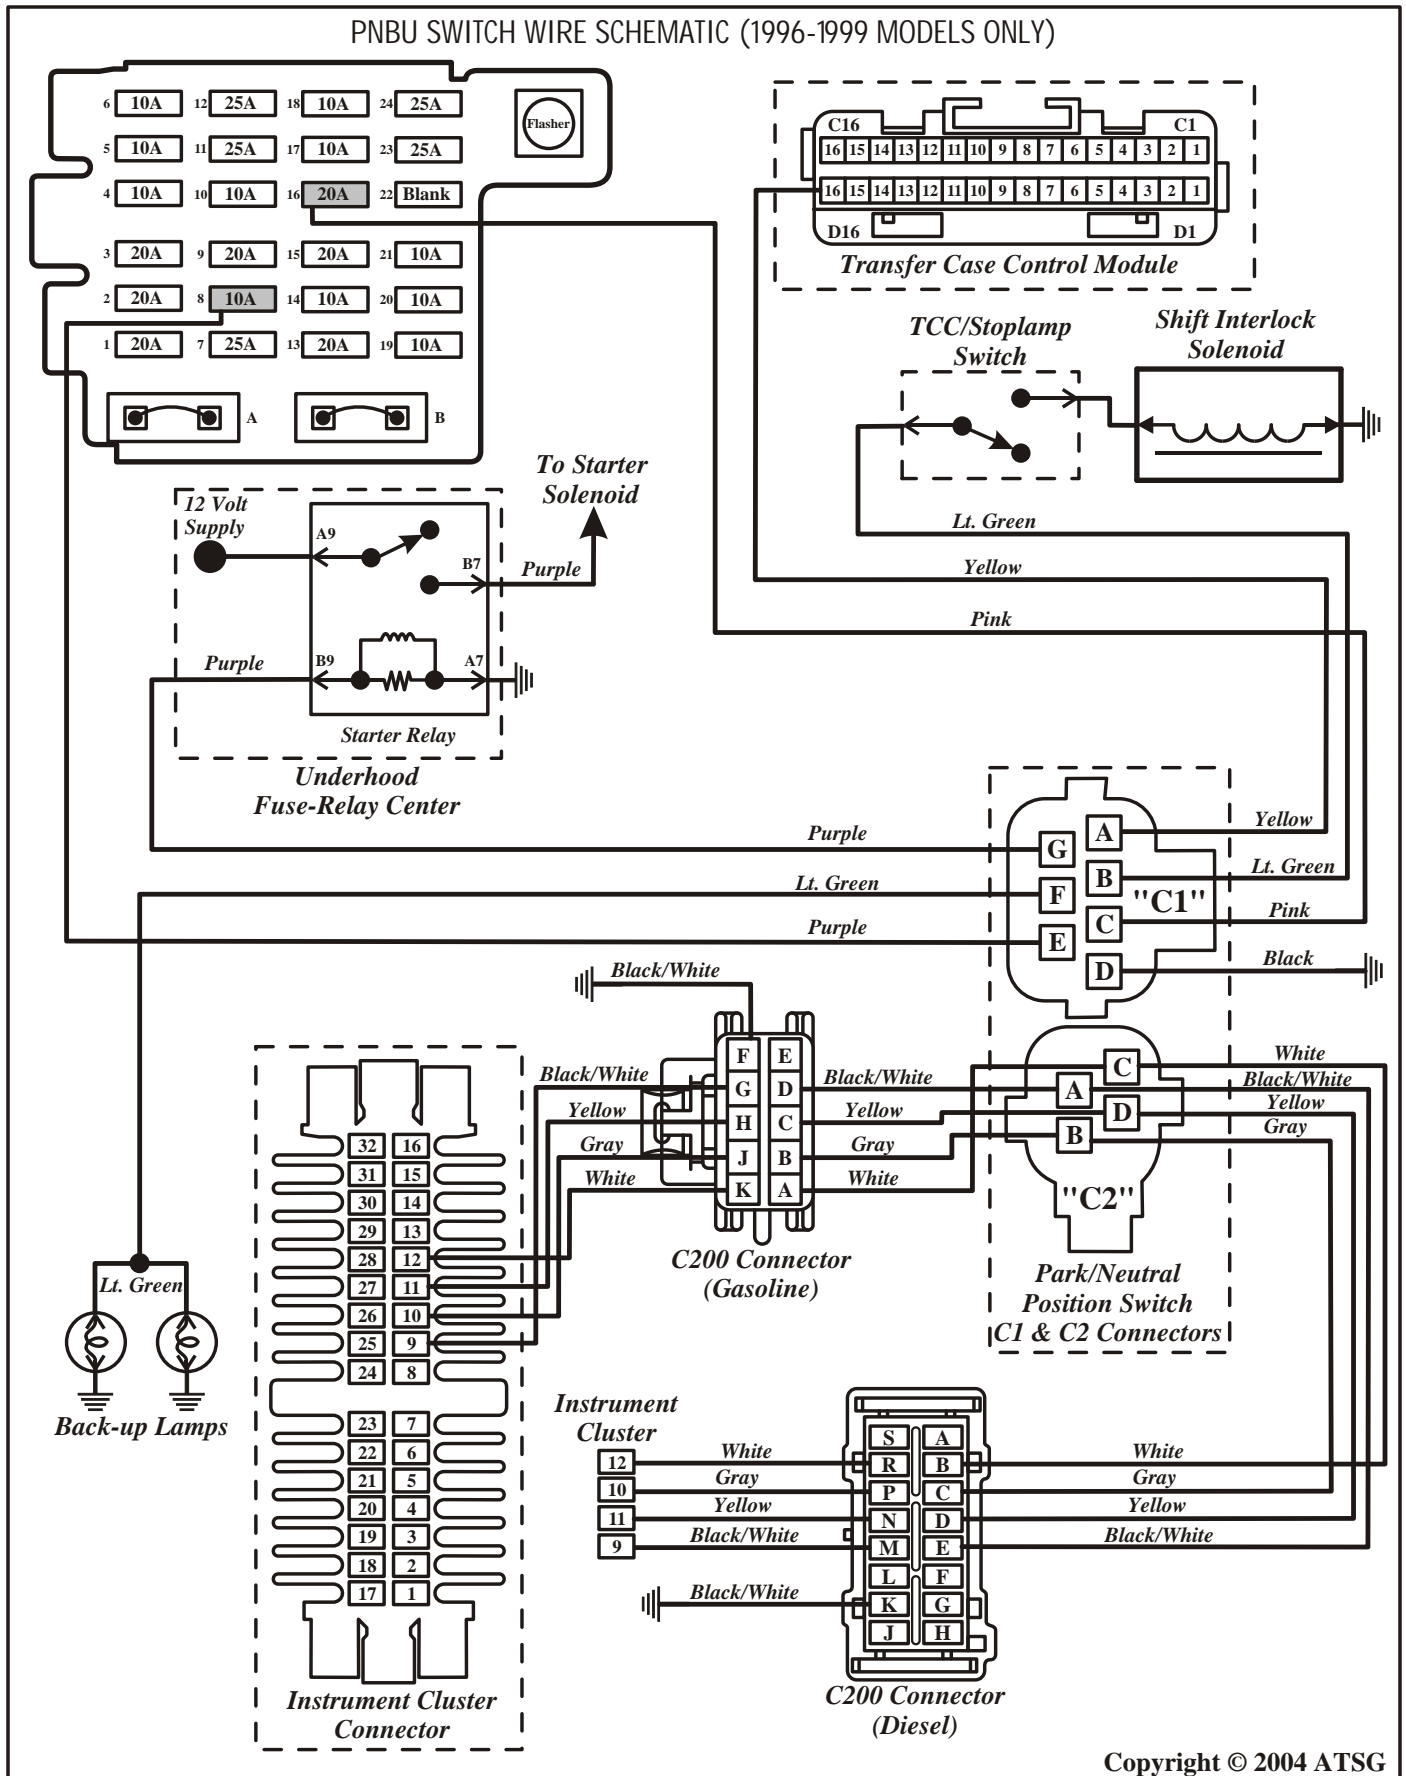 PNBU SWITCH WIRE SCHEMATIC (1996-1999 MODELS ONLY)
6 10A 12 25A 18 10A 24 25A
5 10A 11 25A 17 10A 23 25A
4 10A 10 10A 16 20A 22 Blank
3 20A 9 20A 15 20A 21 10A
2 20A 8 10A 14 10A 20 10A
1 20A 7 25A 13 20A 19 10A
A B
Flasher
C16 C1
16 15 14 13 12 11 10 9 8 7 6 5 4 3 2 1
16 15 14 13 12 11 10 9 8 7 6 5 4 3 2 1
D16 D1
Transfer Case Control Module
TCC/Stoplamp
Switch
Shift Interlock
Solenoid
To Starter
Solenoid
12 Volt
Supply
A9
B7
Purple
Purple
B9
A7
Starter Relay
Underhood
Fuse-Relay Center
Lt. Green
Yellow
Pink
Purple
Lt. Green
Purple
G
F
E
A
B
C
D
"C1"
Yellow
Lt. Green
Pink
Black
Black/White
Black/White
Yellow
Gray
White
F E
G D
H C
J B
K A
Black/White
Yellow
Gray
White
C200 Connector
(Gasoline)
C
A
D
B
"C2"
White
Black/White
Yellow
Gray
Park/Neutral
Position Switch
C1 & C2 Connectors
32 16
31 15
30 14
29 13
28 12
27 11
26 10
25 9
24 8
23 7
22 6
21 5
20 4
19 3
18 2
17 1
Instrument Cluster
Connector
Lt. Green
Back-up Lamps
Instrument
Cluster
12 White
10 Gray
11 Yellow
9 Black/White
Black/White
S A
R B
P C
N D
M E
L F
K G
J H
White
Gray
Yellow
Black/White
C200 Connector
(Diesel)
Copyright © 2004 ATSG